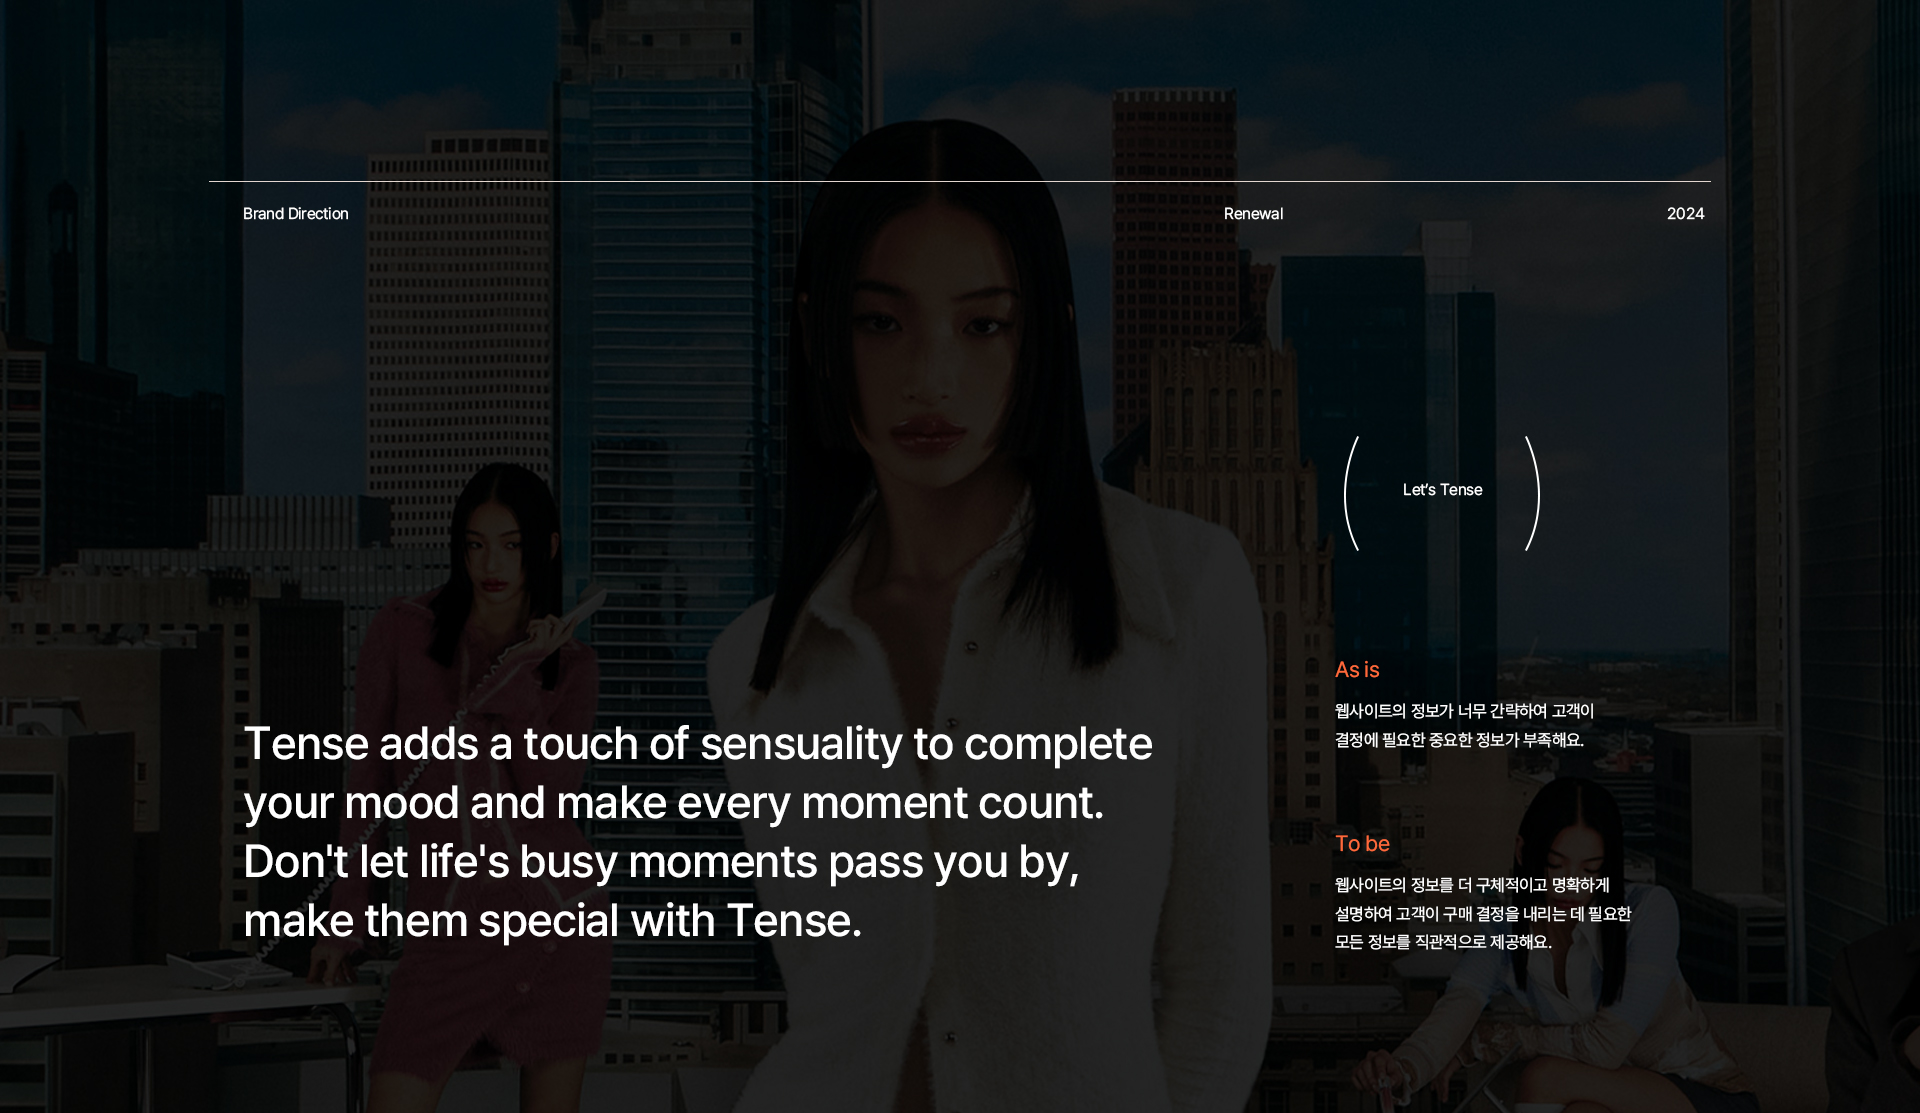 Brand Direction
Renewal
2024
Let's Tense
Tense adds a touch of sensuality to complete
your mood and make every moment count.
Don't let life's busy moments pass you by,
make them special with Tense.
As is
웹사이트의 정보가 너무 간략하여 고객이
결정에 필요한 중요한 정보가 부족해요.
To be
웹사이트의 정보를 더 구체적이고 명확하게
설명하여 고객이 구매 결정을 내리는 데 필요한
모든 정보를 직관적으로 제공해요.